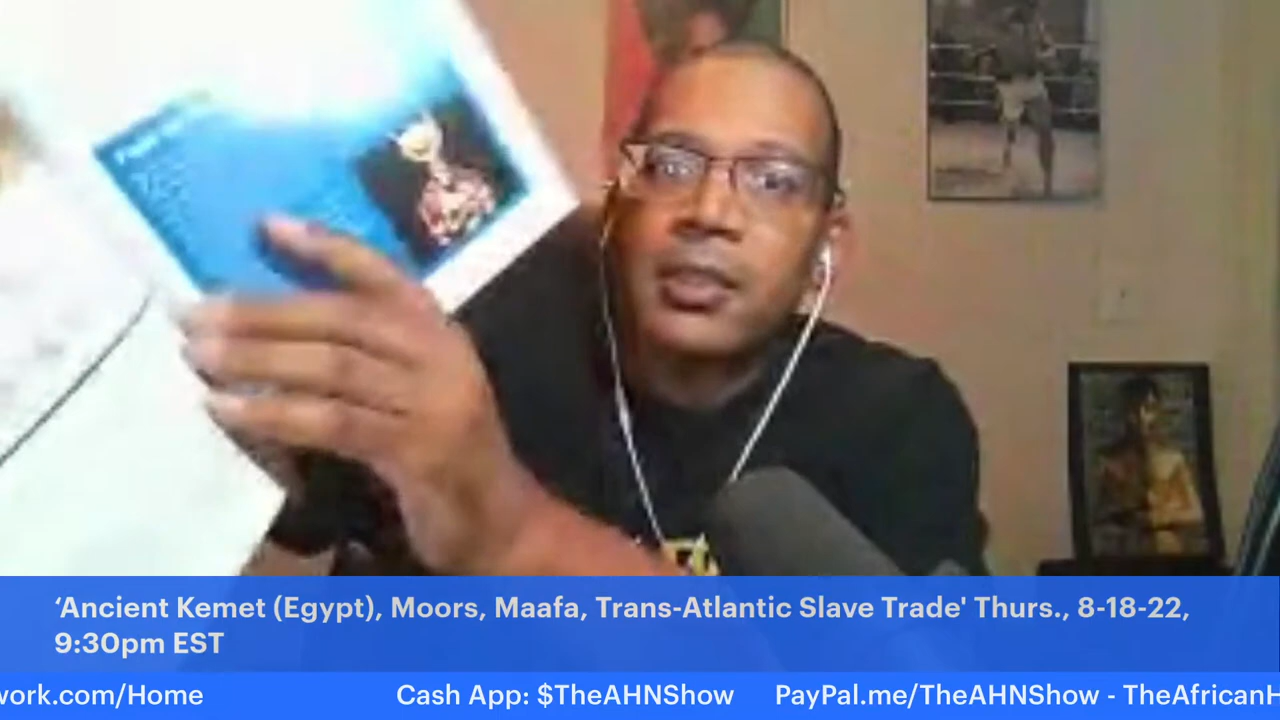 ‘Ancient Kemet (Egypt), Moors, Maafa, Trans-Atlantic Slave Trade' Thurs., 8-18-22,
9:30pm EST
work.com/Home Cash App: $TheAHNShow PayPal.me/TheAHNShow - TheAfricanH